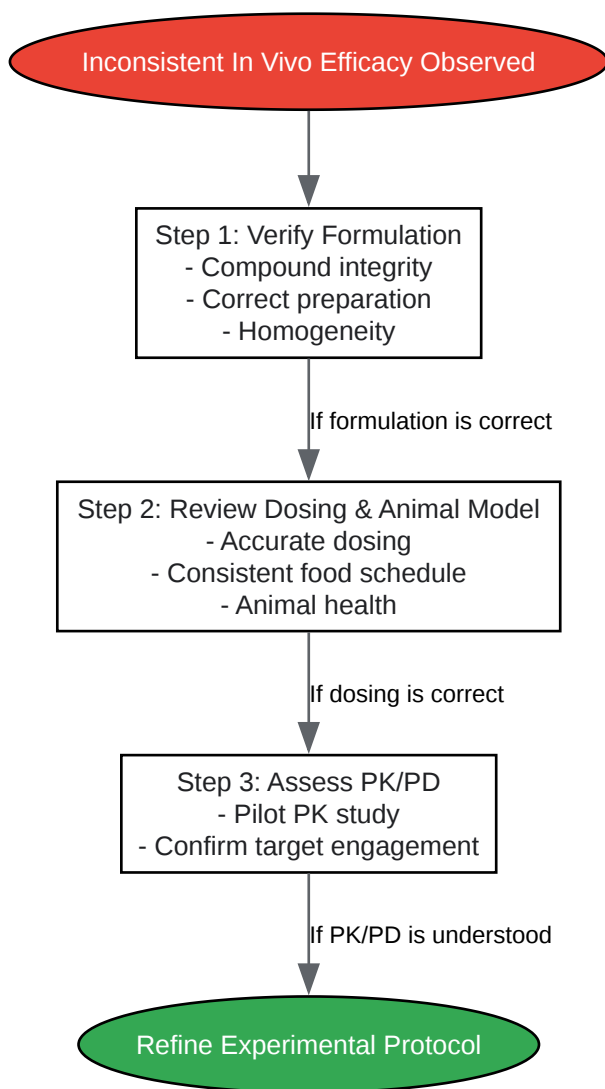 Inconsistent In Vivo Efficacy Observed
Step 1: Verify Formulation
- Compound integrity
- Correct preparation
- Homogeneity
If formulation is correct
Step 2: Review Dosing & Animal Model
- Accurate dosing
- Consistent food schedule
- Animal health
If dosing is correct
Step 3: Assess PK/PD
- Pilot PK study
- Confirm target engagement
If PK/PD is understood
Refine Experimental Protocol